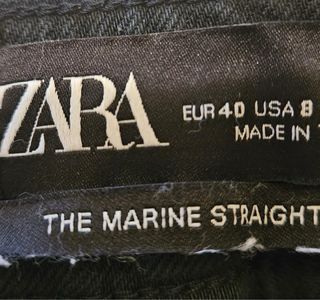 ZARA
EUR 40 USA 8
MADE IN
THE MARINE STRAIGHT